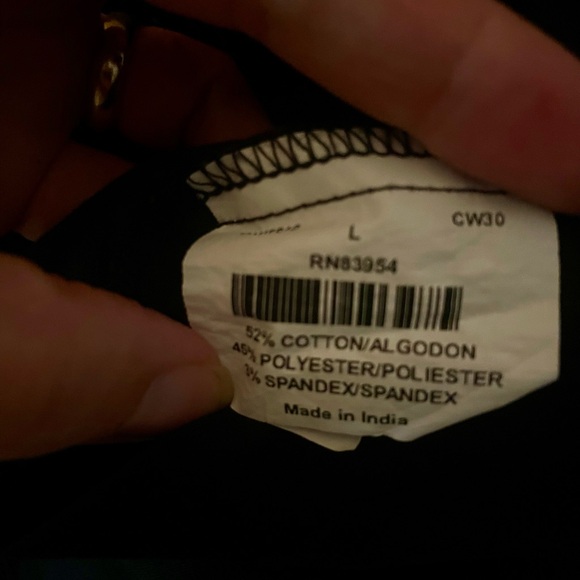 L
CW30
RN83954
52% COTTON/ALGODON
45% POLYESTER/POLIESTER
3% SPANDEX/SPANDEX
Made in India